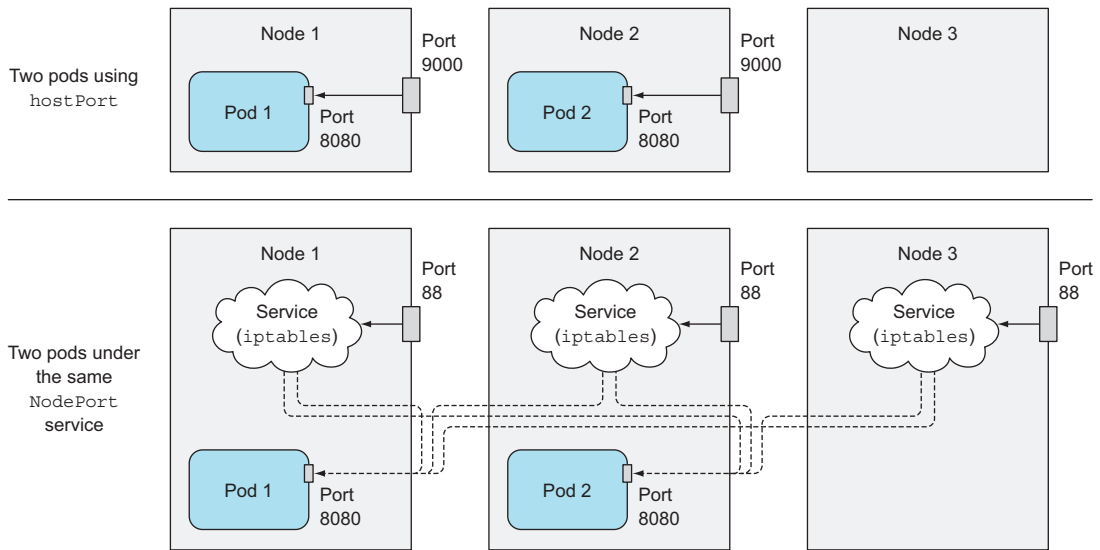 Two pods using
hostPort
Node 1
Port
9000
Pod 1
Port
8080
Node 2
Port
9000
Pod 2
Port
8080
Node 3
Two pods under
the same
NodePort
service
Node 1
Port
88
Service
(iptables)
Pod 1
Port
8080
Node 2
Port
88
Service
(iptables)
Pod 2
Port
8080
Node 3
Port
88
Service
(iptables)